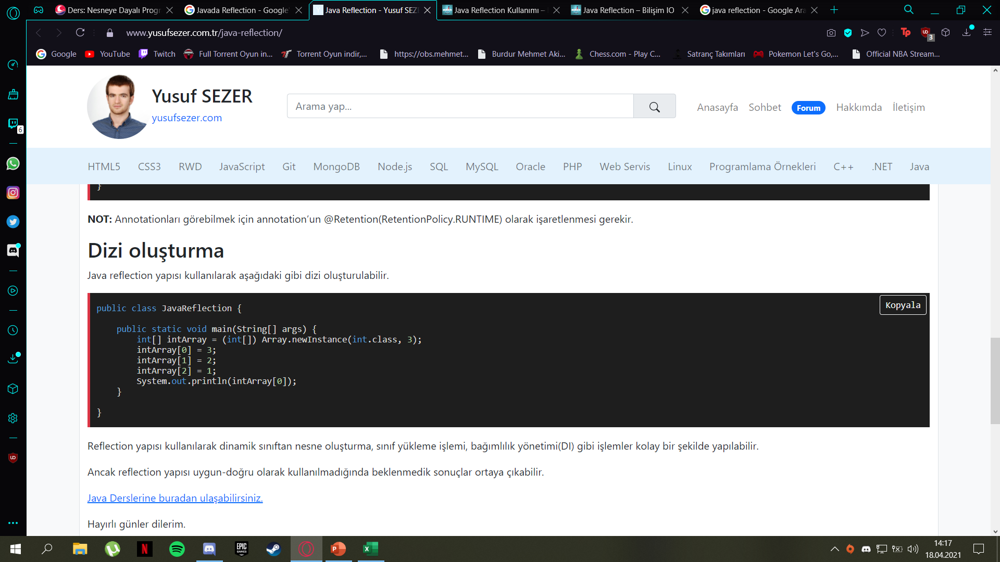 Ders: Nesneye Dayalı Progr
Javada Reflection - Google'
Java Reflection - Yusuf SEZE
Java Reflection Kullanımı –
Java Reflection – Bilişim IO
java reflection - Google Ara
www.yusufsezer.com.tr/java-reflection/
3
Google
YouTube
Twitch
Full Torrent Oyun in...
Torrent Oyun indir,...
https://obs.mehmet...
Burdur Mehmet Aki...
Chess.com - Play C...
Satranç Takımları
Pokemon Let's Go,...
Official NBA Stream...
6
Yusuf SEZER
yusufsezer.com
Arama yap...
Anasayfa Sohbet Forum Hakkımda İletişim
HTML5 CSS3 RWD JavaScript Git MongoDB Node.js SQL MySQL Oracle PHP Web Servis Linux Programlama Örnekleri C++ .NET Java
}
NOT: Annotationları görebilmek için annotation’un @Retention(RetentionPolicy.RUNTIME) olarak işaretlenmesi gerekir.
Dizi oluşturma
Java reflection yapısı kullanılarak aşağıdaki gibi dizi oluşturulabilir.
Kopyala
public class JavaReflection {
public static void main(String[] args) {
int[] intArray = (int[]) Array.newInstance(int.class, 3);
intArray[0] = 3;
intArray[1] = 2;
intArray[2] = 1;
System.out.println(intArray[0]);
}
}
Reflection yapısı kullanılarak dinamik sınıftan nesne oluşturma, sınıf yükleme işlemi, bağımlılık yönetimi(DI) gibi işlemler kolay bir şekilde yapılabilir.
Ancak reflection yapısı uygun-doğru olarak kullanılmadığında beklenmedik sonuçlar ortaya çıkabilir.
Java Derslerine buradan ulaşabilirsiniz.
Hayırlı günler dilerim.
EPIC
GAMES
14:17
18.04.2021